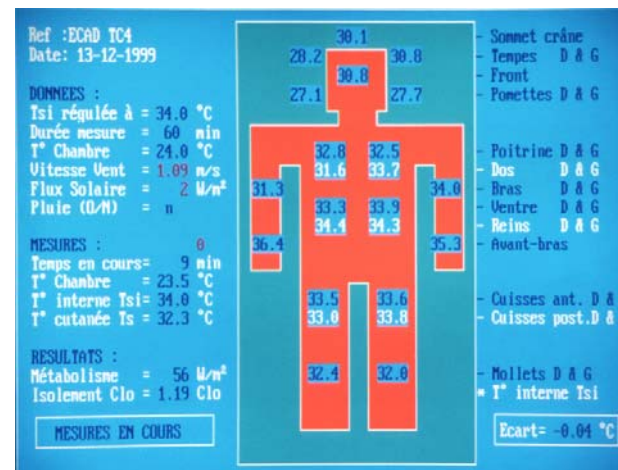 Ref :ECAD TC4
Date: 13-12-1999
DONNEES :
Tsi régulée à = 34.0 °C
Durée mesure = 60 min
T° Chambre = 24.0 °C
Vitesse Vent = 1.09 m/s
Flux Solaire = 2 W/m²
Pluie (O/N) = n
MESURES : 0
Temps en cours= 9 min
T° Chambre = 23.5 °C
T° interne Tsi= 34.0 °C
T° cutanée Ts = 32.3 °C
RESULTATS :
Métabolisme = 56 W/m²
Isolement Clo = 1.19 Clo
MESURES EN COURS
30.1
28.2 30.8
30.8
27.1 27.7
32.8 32.5
31.6 33.7
31.3 34.0
33.3 33.9
34.4 34.3
36.4 35.3
33.5 33.6
33.0 33.8
32.4 32.0
- Sommet crâne
- Tempes D & G
- Front
- Pomettes D & G
- Poitrine D & G
- Dos D & G
- Bras D & G
- Ventre D & G
- Reins D & G
- Avant-bras
- Cuisses ant. D &
- Cuisses post.D &
- Mollets D & G
* T° interne Tsi
Ecart= -0.04 °C